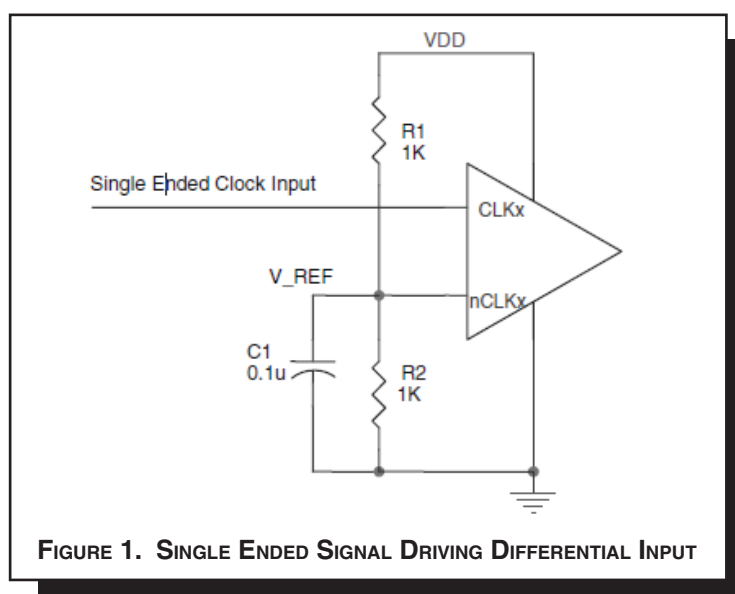 VDD
R1
1K
Single Ended Clock Input
CLKx
V_REF
nCLKx
C1
0.1u
R2
1K
FIGURE 1. SINGLE ENDED SIGNAL DRIVING DIFFERENTIAL INPUT